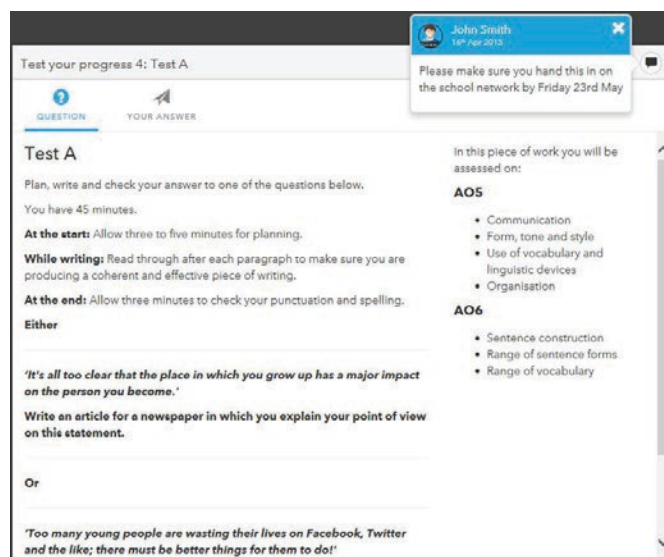 John Smith
16th Apr 2013
Please make sure you hand this in on
the school network by Friday 23rd May
Test your progress 4: Test A
QUESTION
YOUR ANSWER
Test A
Plan, write and check your answer to one of the questions below.
You have 45 minutes.
At the start: Allow three to five minutes for planning.
While writing: Read through after each paragraph to make sure you are
producing a coherent and effective piece of writing.
At the end: Allow three minutes to check your punctuation and spelling.
Either
'It's all too clear that the place in which you grow up has a major impact
on the person you become.'
Write an article for a newspaper in which you explain your point of view
on this statement.
Or
'Too many young people are wasting their lives on Facebook, Twitter
and the like; there must be better things for them to do!'
In this piece of work you will be
assessed on:
AO5
• Communication
• Form, tone and style
• Use of vocabulary and
linguistic devices
• Organisation
AO6
• Sentence construction
• Range of sentence forms
• Range of vocabulary